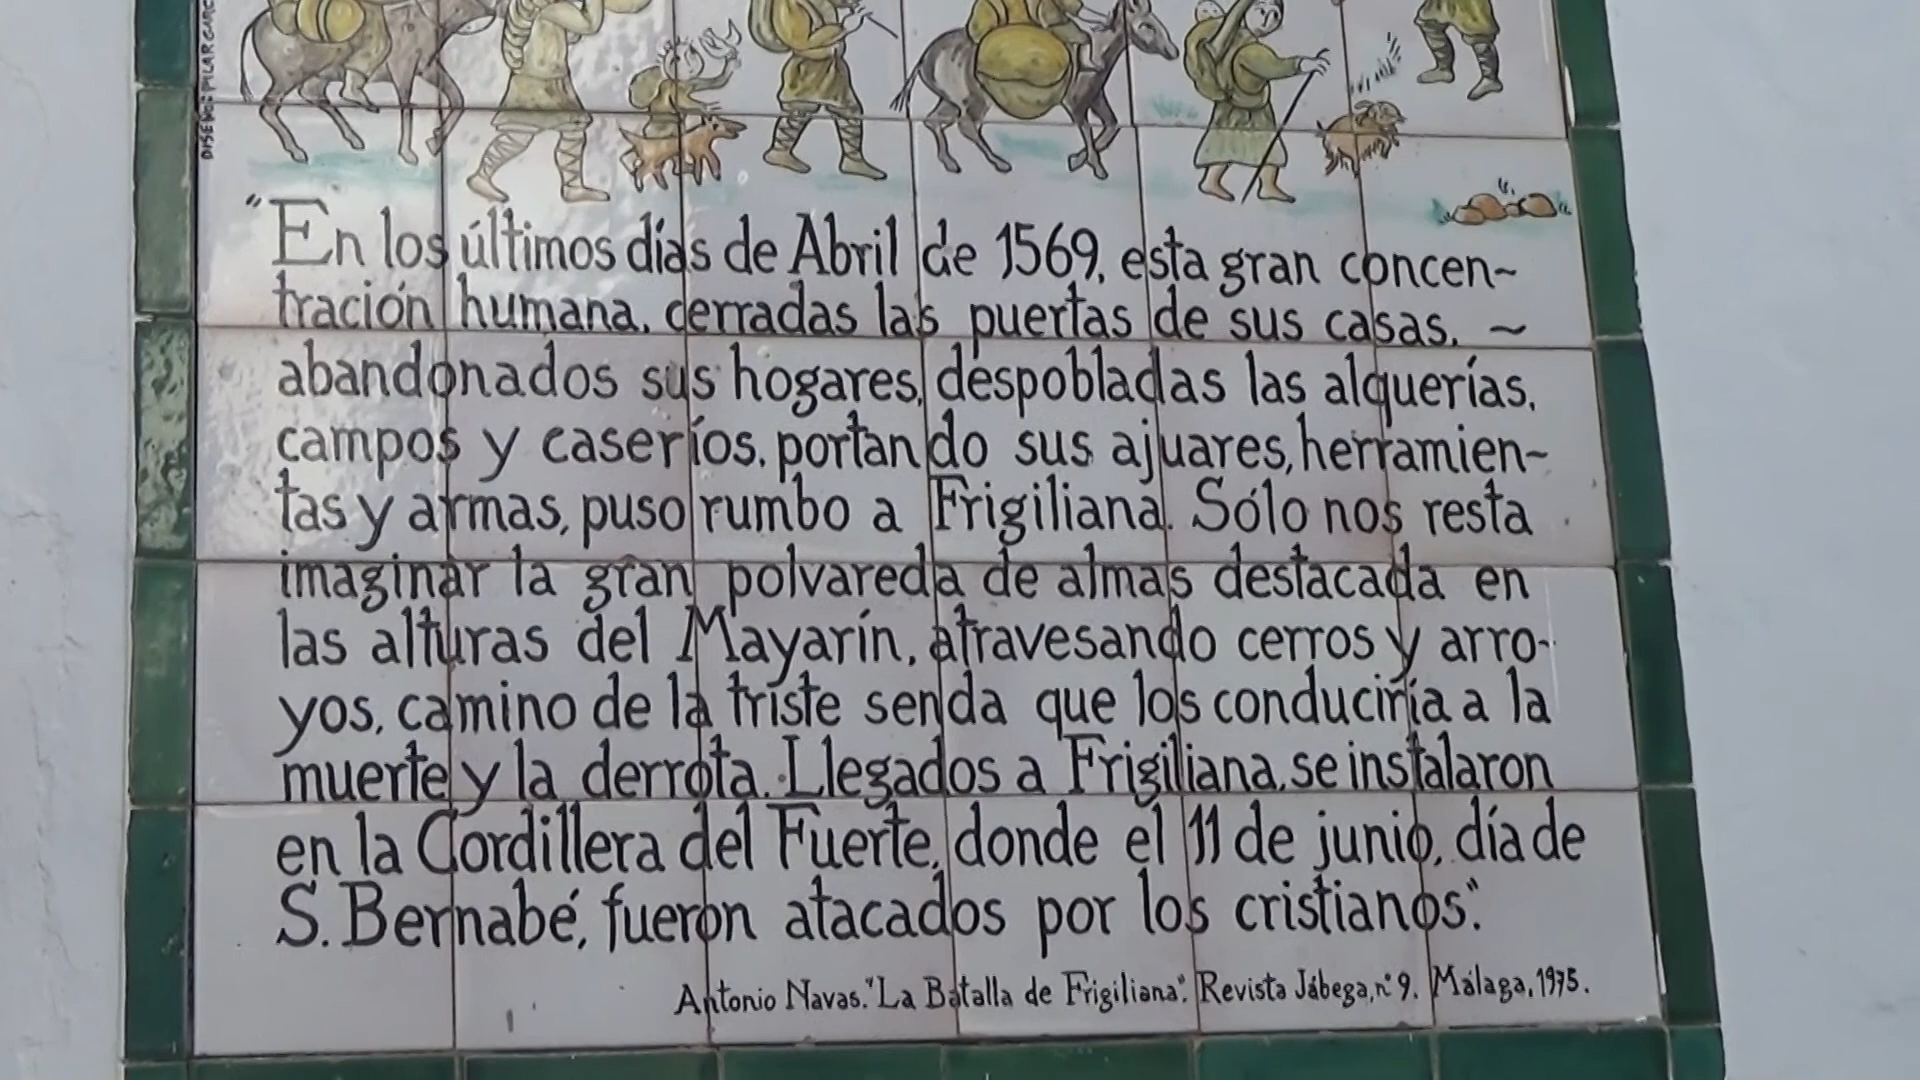 DISEÑO: PILAR GARC
"En los últimos días de Abril de 1569, esta gran concen~
tración humana, cerradas las puertas de sus casas, ~
abandonados sus hogares, despobladas las alquerías,
campos y caseríos, portando sus ajuares, herramien~
tas y armas, puso rumbo a Frigiliana. Sólo nos resta
imaginar la gran polvareda de almas destacada en
las alturas del Mayarín, atravesando cerros y arro-
yos, camino de la triste senda que los conduciría a la
muerte y la derrota. Llegados a Frigiliana, se instalaron
en la Cordillera del Fuerte, donde el 11 de junio, día de
S. Bernabé, fueron atacados por los cristianos".
Antonio Navas. "La Batalla de Frigiliana". Revista Jábega, nº 9. Málaga, 1975.